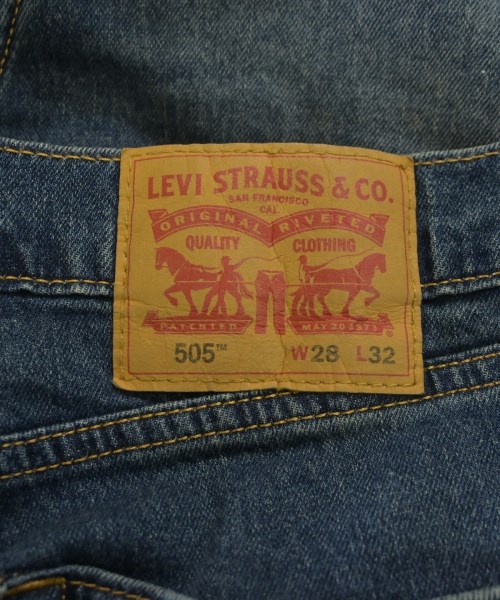 LEVI STRAUSS & CO.
SAN FRANCISCO
CAL
ORIGINAL RIVETED
QUALITY CLOTHING
PATENTED MAY 20 1873
505™ W28 L32